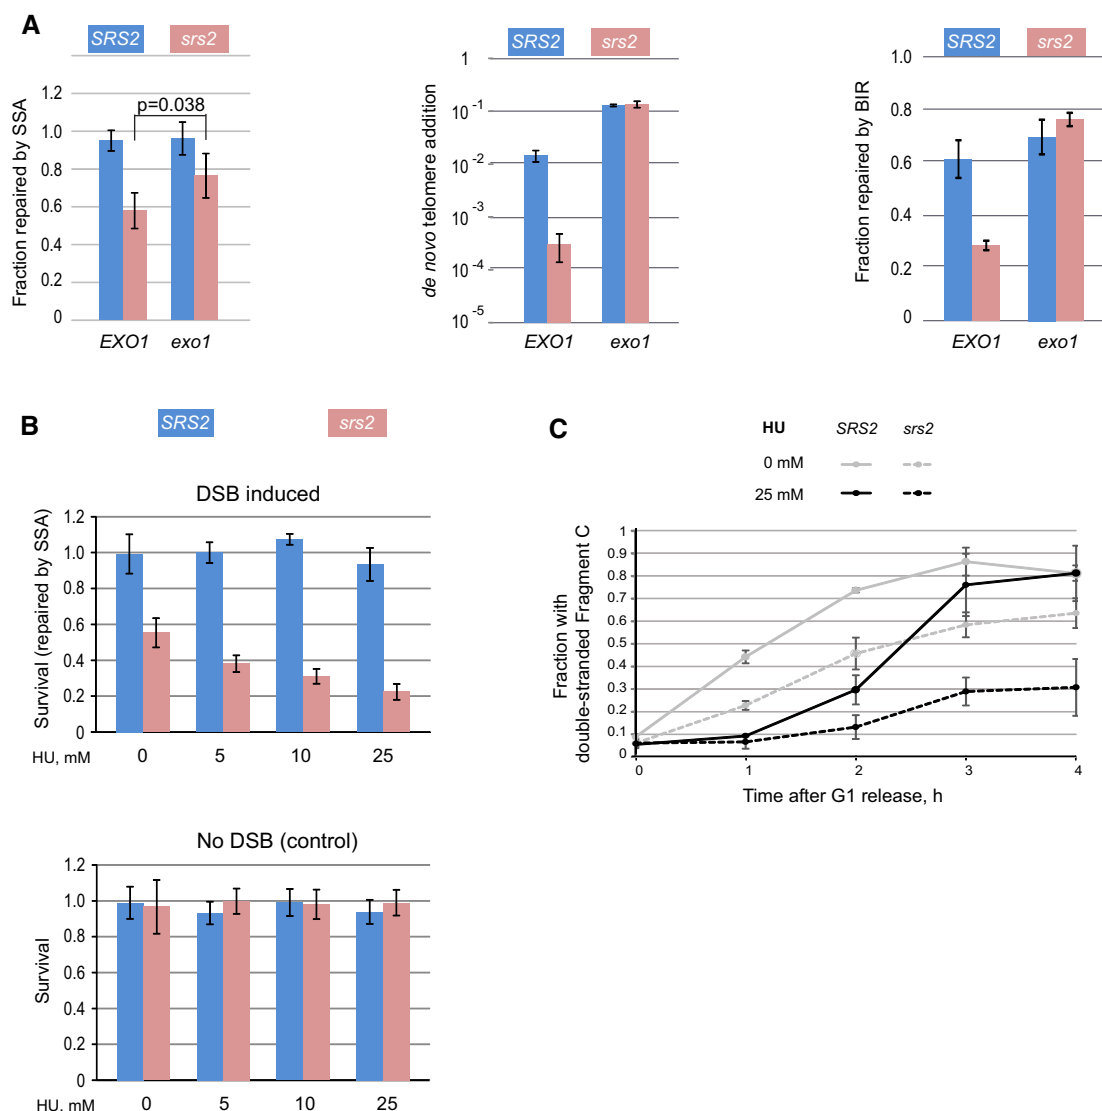 A
SRS2 srs2
Fraction repaired by SSA
1.2
1.0
0.8
0.6
0.4
0.2
0
p=0.038
EXO1 exo1
SRS2 srs2
de novo telomere addition
1
10-1
10-2
10-3
10-4
10-5
EXO1 exo1
SRS2 srs2
Fraction repaired by BIR
1.0
0.8
0.6
0.4
0.2
0
EXO1 exo1
B
SRS2 srs2
DSB induced
Survival (repaired by SSA)
1.2
1.0
0.8
0.6
0.4
0.2
0
HU, mM 0 5 10 25
No DSB (control)
Survival
1.2
1.0
0.8
0.6
0.4
0.2
0
HU, mM 0 5 10 25
C
HU SRS2 srs2
0 mM
25 mM
Fraction with
double-stranded Fragment C
1
0.9
0.8
0.7
0.6
0.5
0.4
0.3
0.2
0.1
0
0 1 2 3 4
Time after G1 release, h